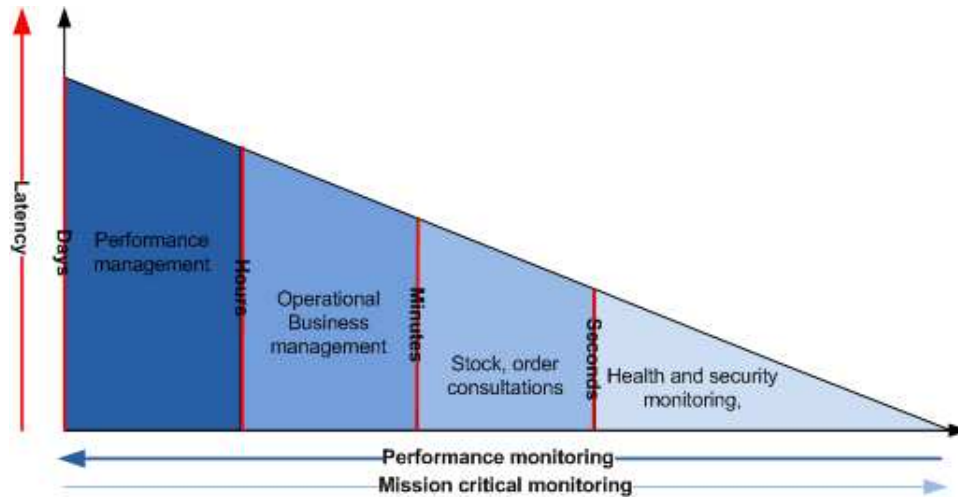 Latency
Days
Performance
management
Hours
Operational
Business
management
Minutes
Stock, order
consultations
Seconds
Health and security
monitoring,
Performance monitoring
Mission critical monitoring